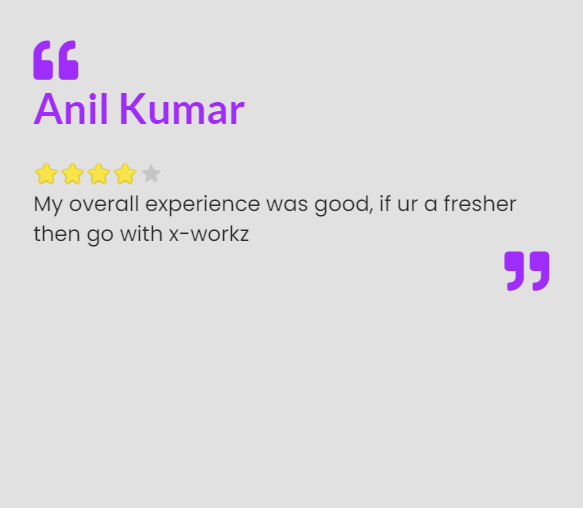 Anil Kumar
My overall experience was good, if ur a fresher
then go with x-workz